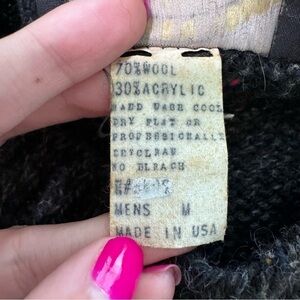 70%WOOL
30%ACRYLIC
HAND WASH COOL
DRY FLAT OR
PROFESSIONALLY
DRYCLEAN
NO BLEACH
MENS M
MADE IN USA